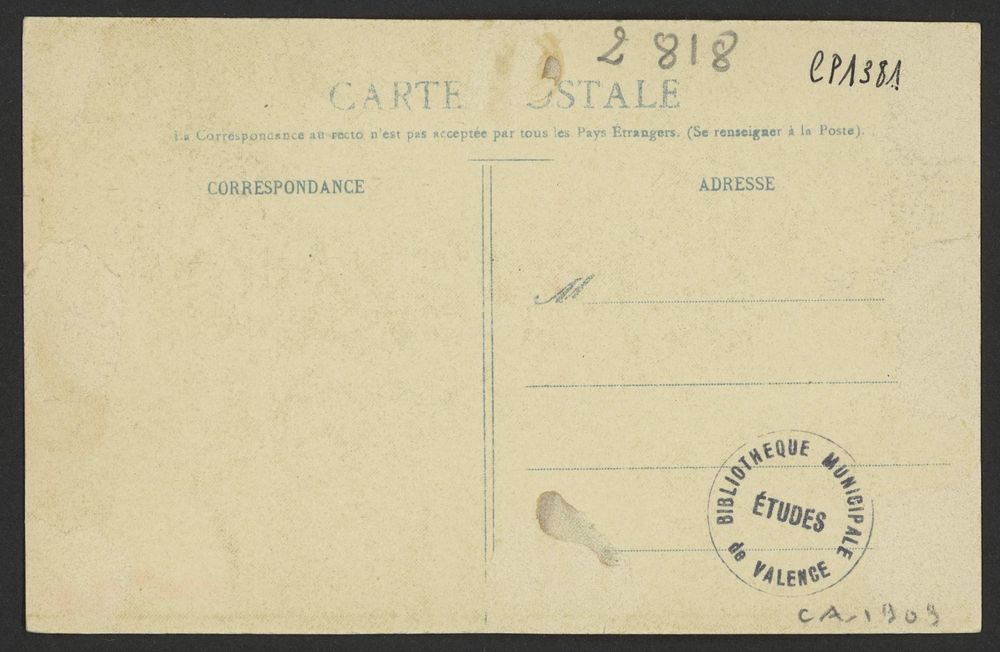 2 818
CP1381
CARTE POSTALE
La Correspondance au recto n'est pas acceptée par tous les Pays Étrangers. (Se renseigner à la Poste).
CORRESPONDANCE
ADRESSE
M
BIBLIOTHEQUE MUNICIPALE
ÉTUDES
de VALENCE
CA-1909